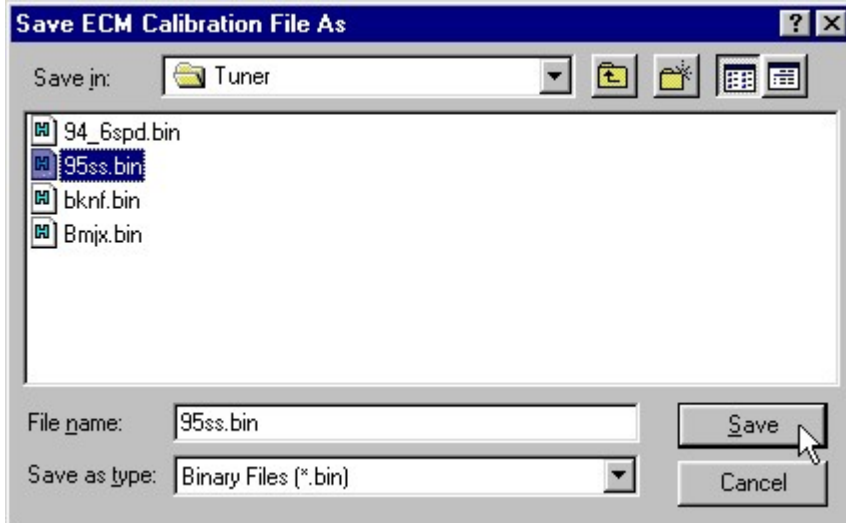 Save ECM Calibration File As
Save in: Tuner
94_6spd.bin
95ss.bin
bknf.bin
Bmjx.bin
File name: 95ss.bin Save
Save as type: Binary Files (*.bin) Cancel